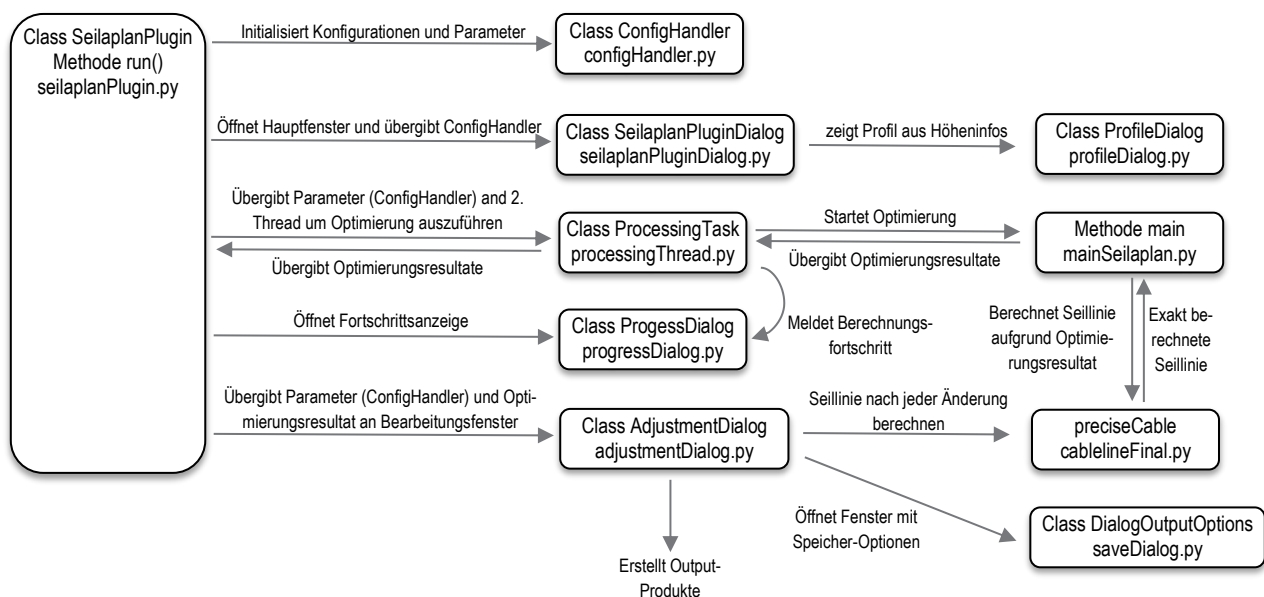 Class SeilaplanPlugin
Methode run()
seilaplanPlugin.py
Initialisiert Konfigurationen und Parameter
Class ConfigHandler
configHandler.py
Öffnet Hauptfenster und übergibt ConfigHandler
Class SeilaplanPluginDialog
seilaplanPluginDialog.py
zeigt Profil aus Höheninfos
Class ProfileDialog
profileDialog.py
Übergibt Parameter (ConfigHandler) and 2.
Thread um Optimierung auszuführen
Übergibt Optimierungsresultate
Class ProcessingTask
processingThread.py
Startet Optimierung
Übergibt Optimierungsresultate
Methode main
mainSeilaplan.py
Öffnet Fortschrittsanzeige
Class ProgessDialog
progressDialog.py
Meldet Berechnungs-
fortschritt
Berechnet Seillinie
aufgrund Optimie-
rungsresultat
Exakt be-
rechnete
Seillinie
Übergibt Parameter (ConfigHandler) und Opti-
mierungsresultat an Bearbeitungsfenster
Class AdjustmentDialog
adjustmentDialog.py
Seillinie nach jeder Änderung
berechnen
preciseCable
cablelineFinal.py
Öffnet Fenster mit
Speicher-Optionen
Class DialogOutputOptions
saveDialog.py
Erstellt Output-
Produkte